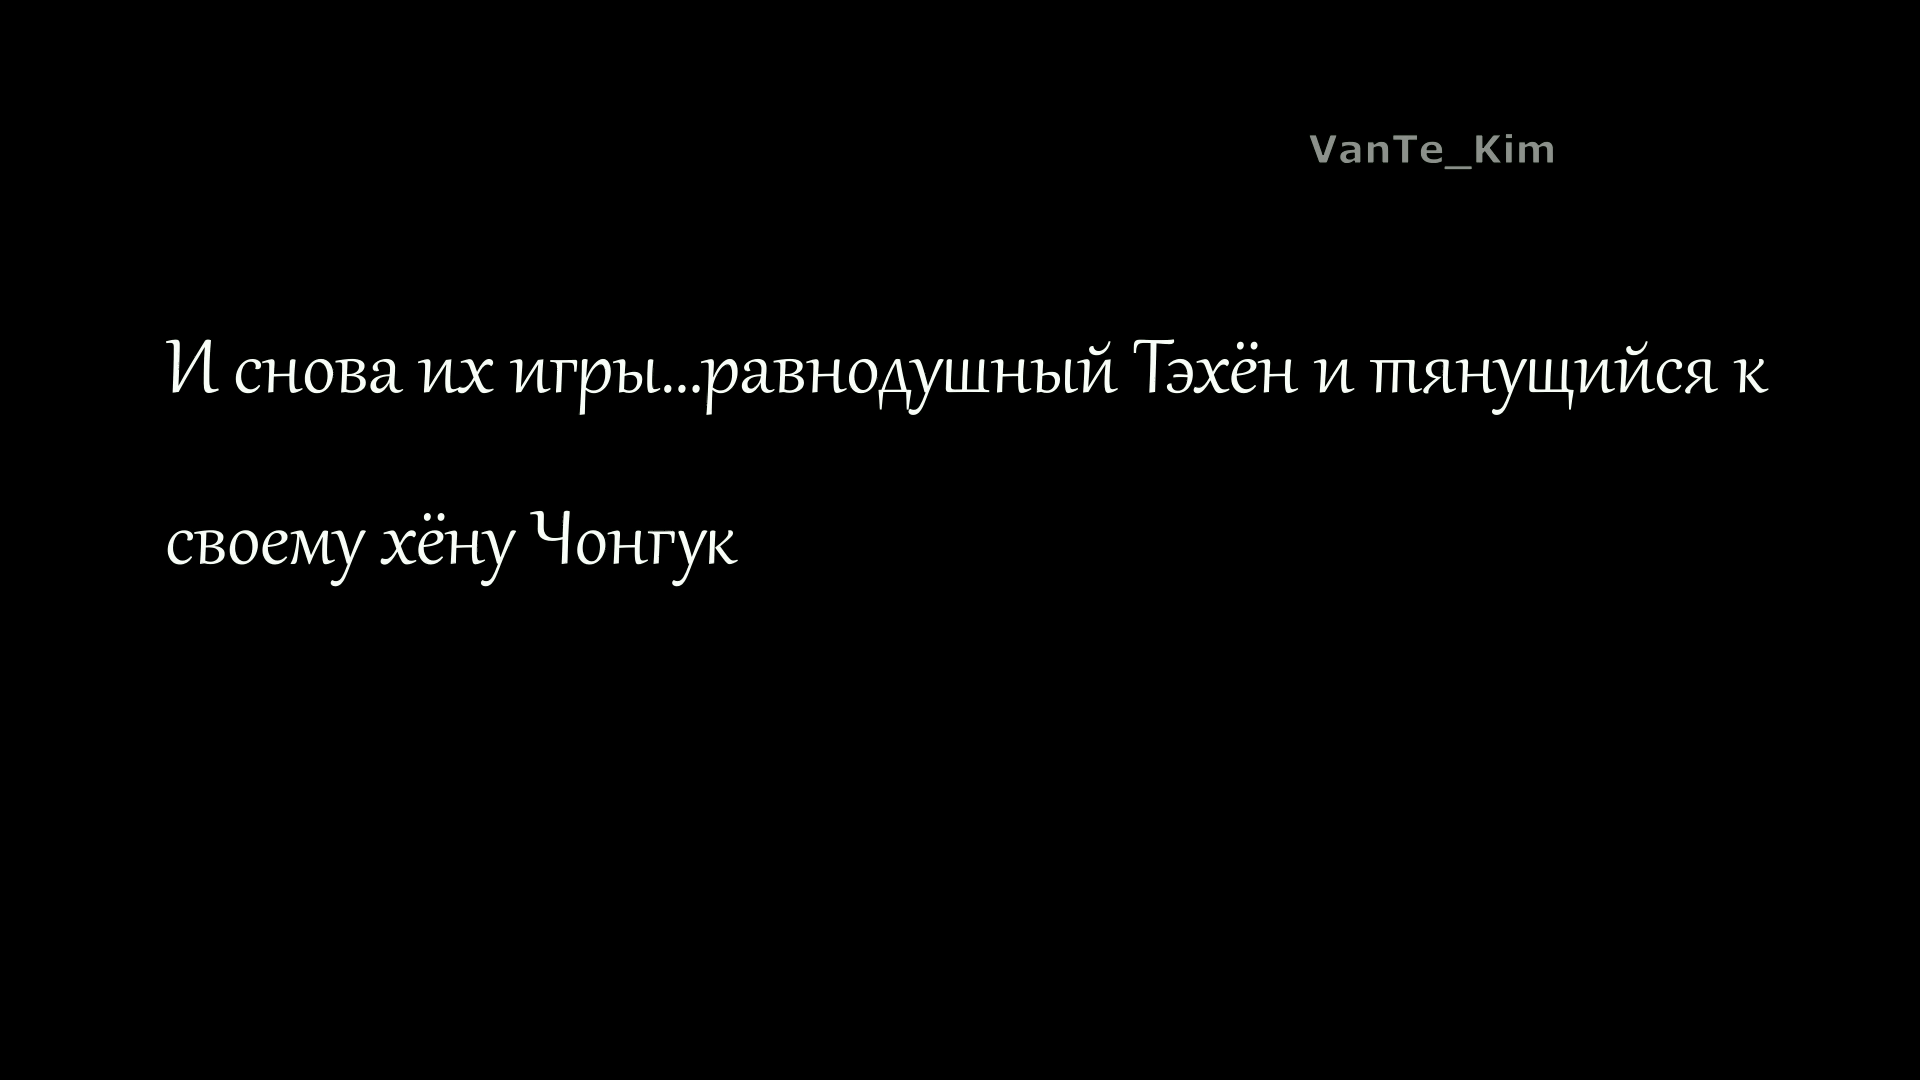 VanTe_Kim
И снова их игры...равнодушный Тэхён и тянущийся к
своему хёну Чонгук